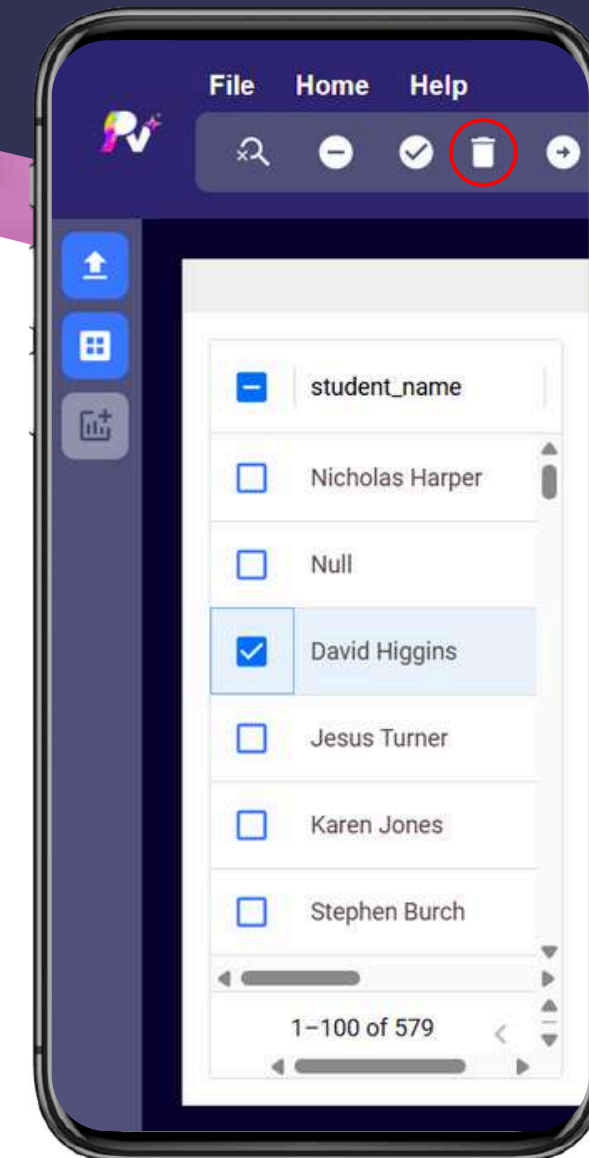 File Home Help
Pv
student_name
Nicholas Harper
Null
David Higgins
Jesus Turner
Karen Jones
Stephen Burch
1–100 of 579